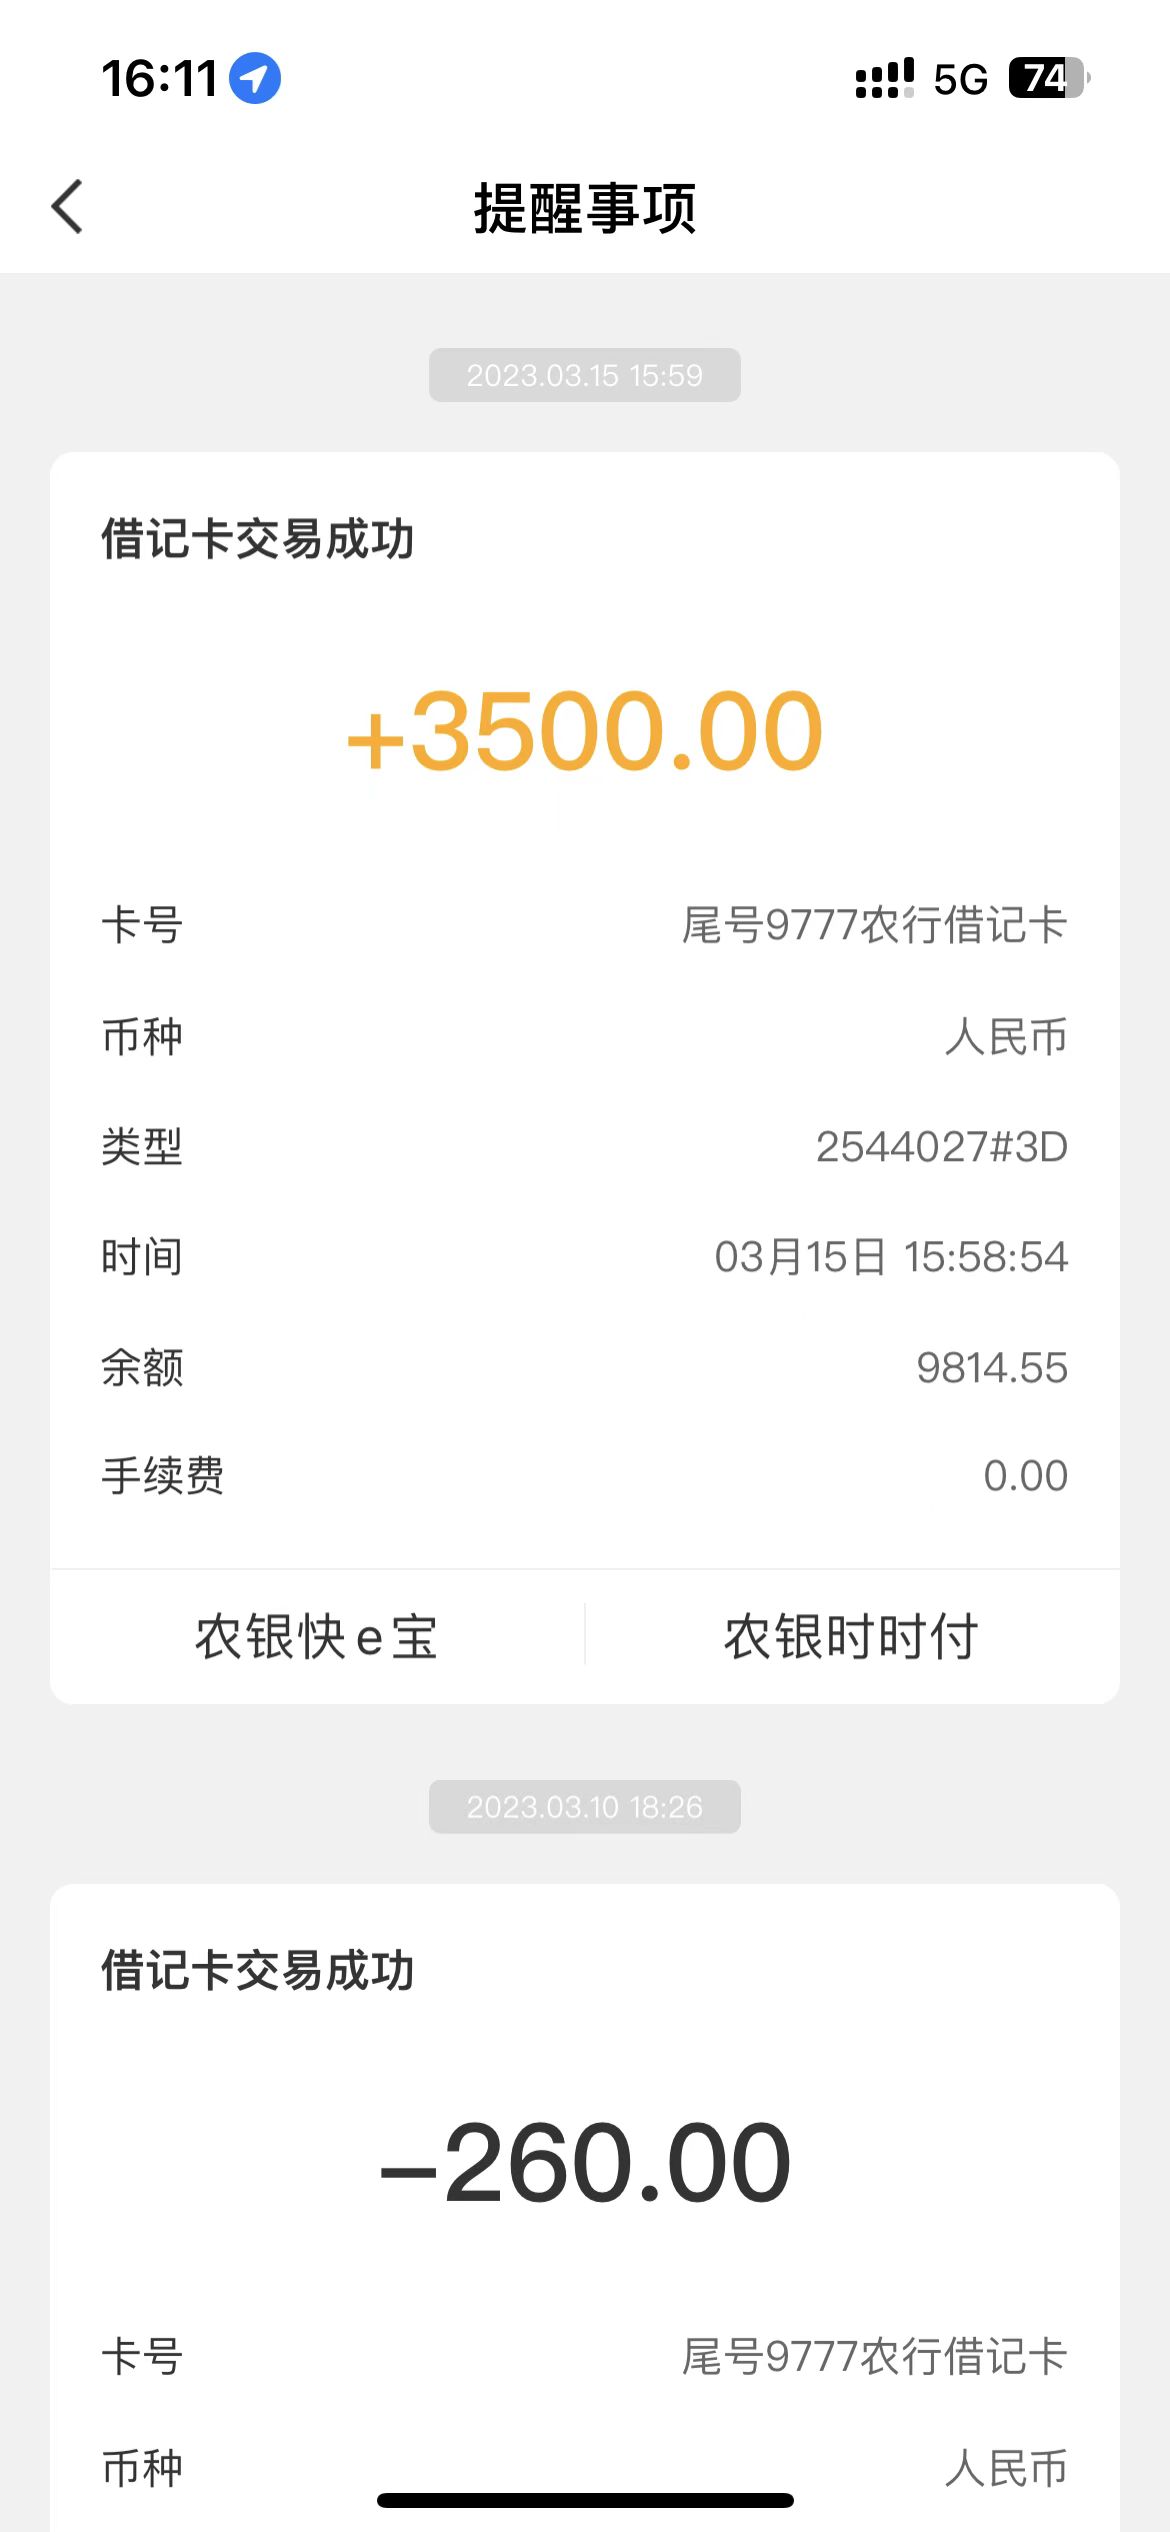 16:11 5G 74
提醒事项
2023.03.15 15:59
借记卡交易成功
+3500.00
卡号 尾号9777农行借记卡
币种 人民币
类型 2544027#3D
时间 03月15日 15:58:54
余额 9814.55
手续费 0.00
农银快e宝 农银时时付
2023.03.10 18:26
借记卡交易成功
-260.00
卡号 尾号9777农行借记卡
币种 人民币